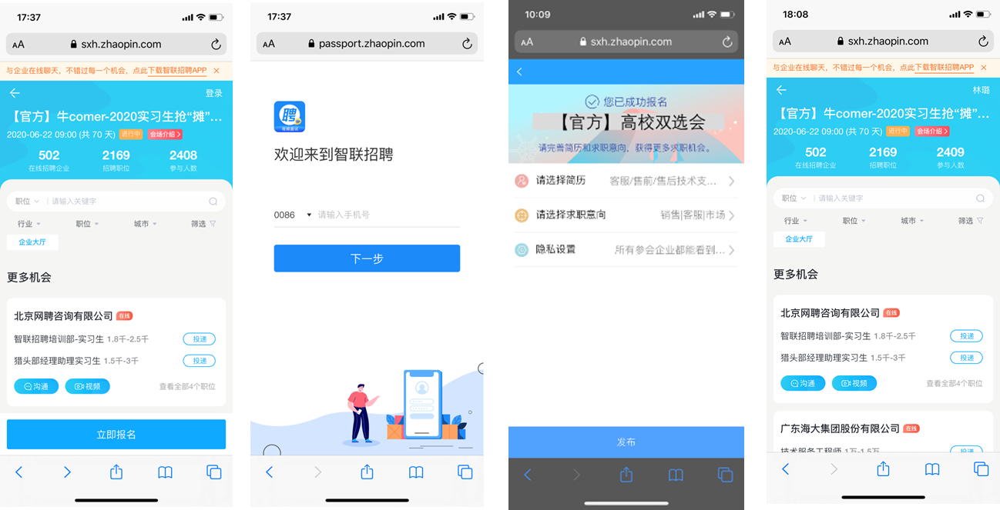 17:37
AA sxh.zhaopin.com
与企业在线聊天，不错过每一个机会，点此下载智联招聘APP ×
登录
【官方】牛comer-2020实习生抢“摊”…
2020-06-22 09:00 (共 70 天) 进行中 会场介绍
502 2169 2408
在线招聘企业 招聘职位 参与人数
职位 请输入关键字
行业 职位 城市 筛选
企业大厅
更多机会
北京网聘咨询有限公司 在线
智联招聘培训部-实习生 1.8千-2.5千 投递
猎头部经理助理实习生 1.5千-3千 投递
沟通 视频 查看全部4个职位
立即报名
17:37
AA passport.zhaopin.com
聘
视频面试
欢迎来到智联招聘
0086 请输入手机号
下一步
10:09
AA sxh.zhaopin.com
您已成功报名
【官方】高校双选会
请完善简历和求职意向，获得更多求职机会。
请选择简历 客服/售前/售后技术支…
请选择求职意向 销售|客服|市场
隐私设置 所有参会企业都能看到…
发布
18:08
AA sxh.zhaopin.com
与企业在线聊天，不错过每一个机会，点此下载智联招聘APP ×
林璐
【官方】牛comer-2020实习生抢“摊”…
2020-06-22 09:00 (共 70 天) 进行中 会场介绍
502 2169 2409
在线招聘企业 招聘职位 参与人数
职位 请输入关键字
行业 职位 城市 筛选
企业大厅
更多机会
北京网聘咨询有限公司 在线
智联招聘培训部-实习生 1.8千-2.5千 投递
猎头部经理助理实习生 1.5千-3千 投递
沟通 视频 查看全部4个职位
广东海大集团股份有限公司 在线
技术服务工程师 1万-1.5万 投递